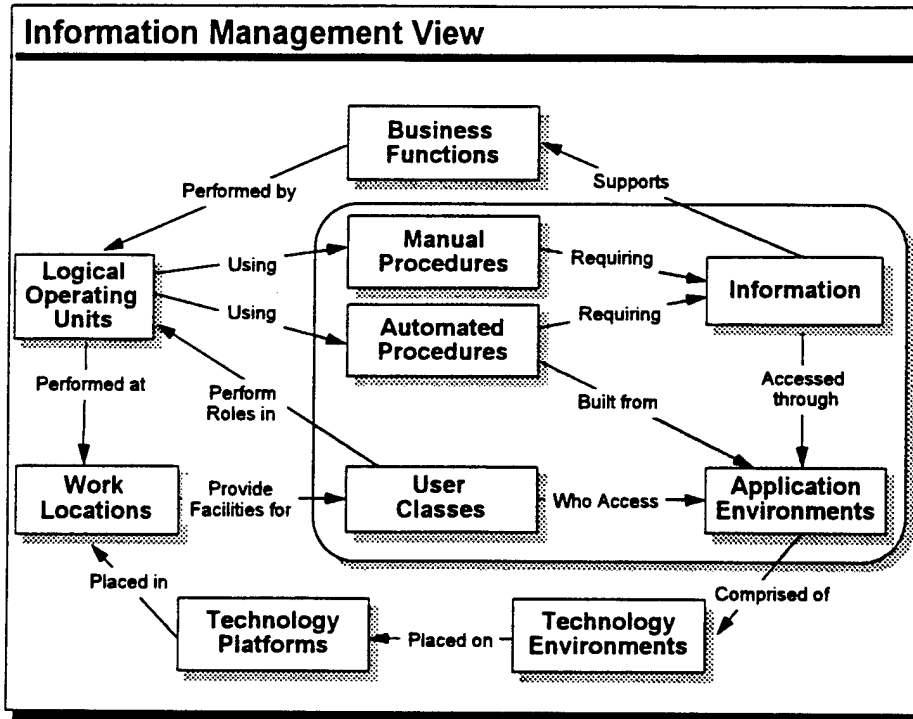 Information Management View
Business
Functions
Performed by
Supports
Manual
Procedures
Logical
Operating
Units
Using
Requiring
Information
Using
Automated
Procedures
Requiring
Performed at
Perform
Roles in
Built from
Accessed
through
Work
Locations
Provide
Facilities for
User
Classes
Who Access
Application
Environments
Placed in
Comprised of
Technology
Platforms
Placed on
Technology
Environments